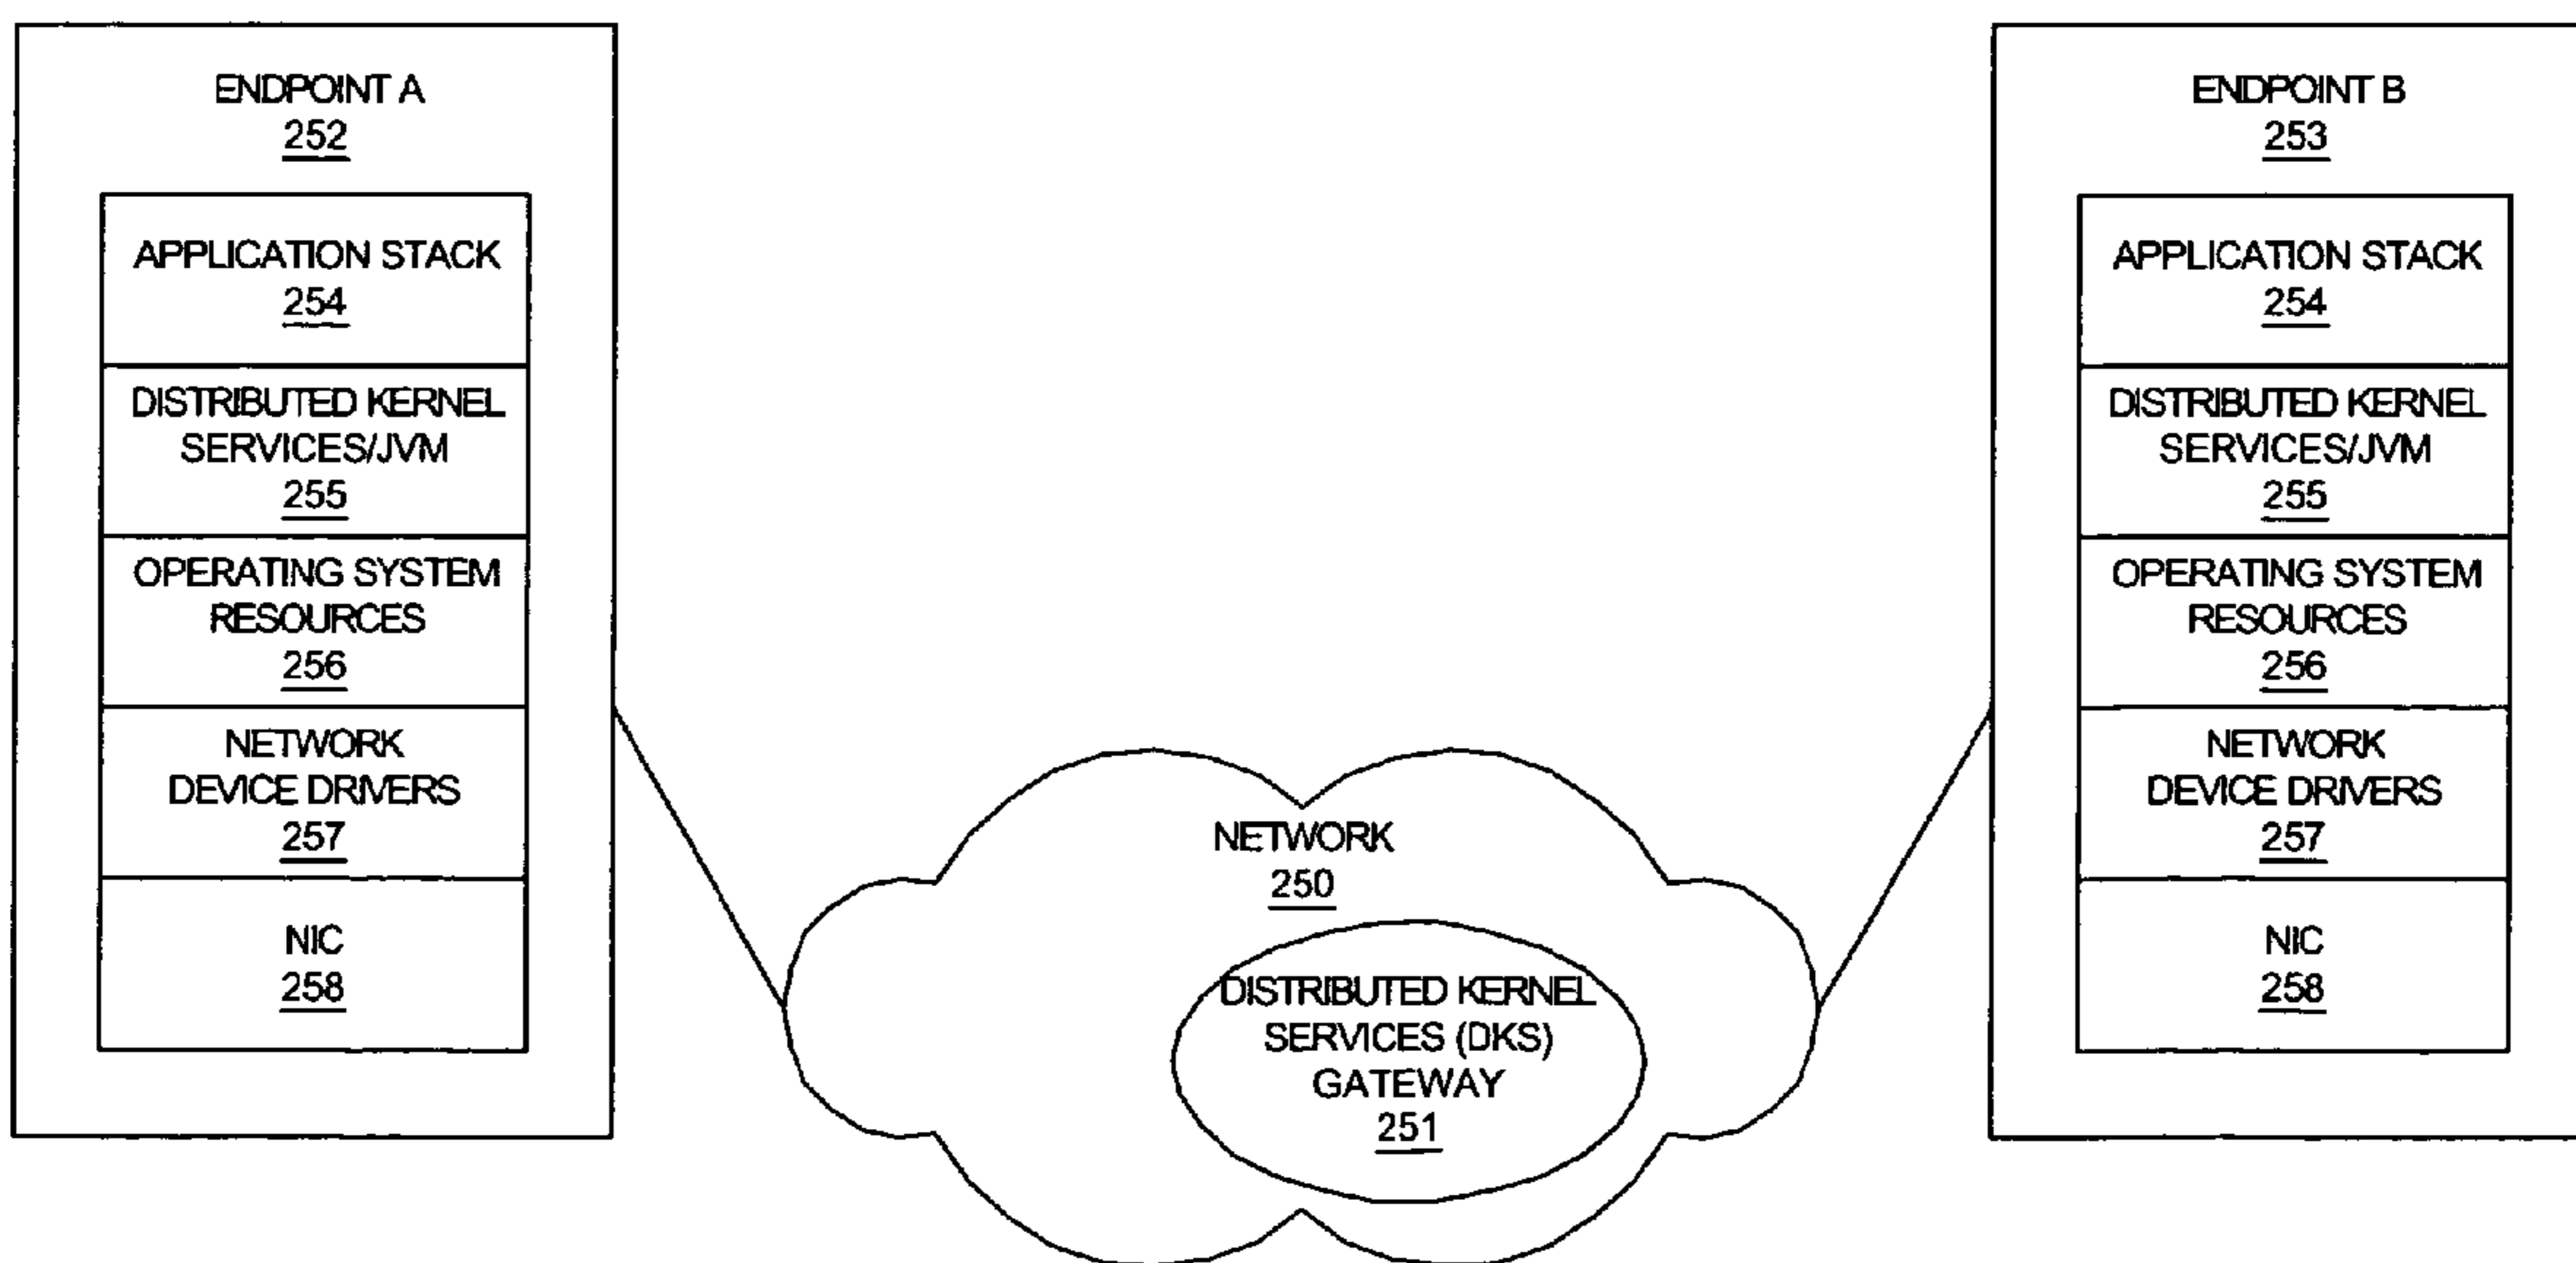 ENDPOINT A
252
APPLICATION STACK
254
DISTRIBUTED KERNEL
SERVICES/JVM
255
OPERATING SYSTEM
RESOURCES
256
NETWORK
DEVICE DRIVERS
257
NIC
258
NETWORK
250
DISTRIBUTED KERNEL
SERVICES (DKS)
GATEWAY
251
ENDPOINT B
253
APPLICATION STACK
254
DISTRIBUTED KERNEL
SERVICES/JVM
255
OPERATING SYSTEM
RESOURCES
256
NETWORK
DEVICE DRIVERS
257
NIC
258